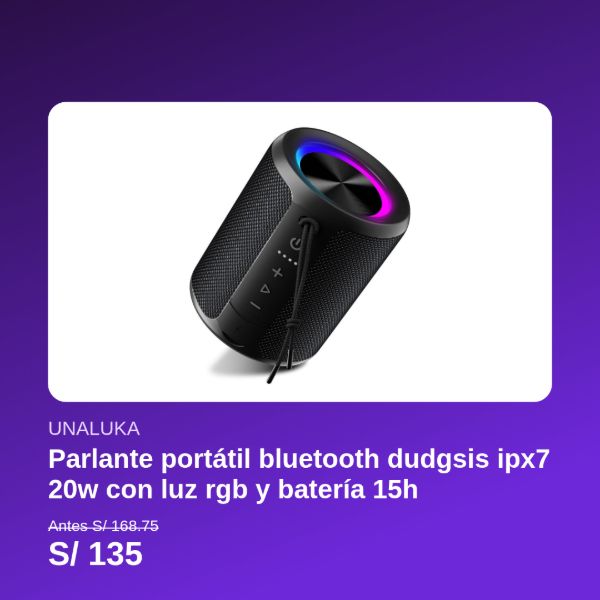 UNALUKA
Parlante portátil bluetooth dudgsis ipx7
20w con luz rgb y batería 15h
Antes S/ 168.75
S/ 135